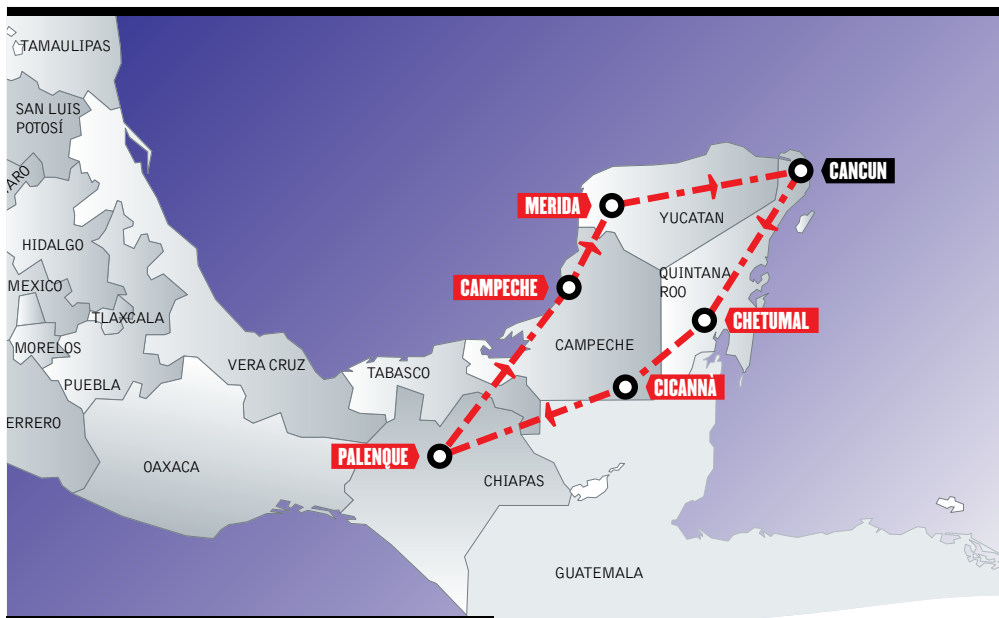 TAMAULIPAS
SAN LUIS
POTOSÍ
ARO
HIDALGO
MEXICO
TLAXCALA
MORELOS
PUEBLA
ERRERO
VERA CRUZ
OAXACA
TABASCO
CHIAPAS
GUATEMALA
CAMPECHE
YUCATAN
QUINTANA
ROO
CANCUN
MERIDA
CAMPECHE
CHETUMAL
CICANNÀ
PALENQUE